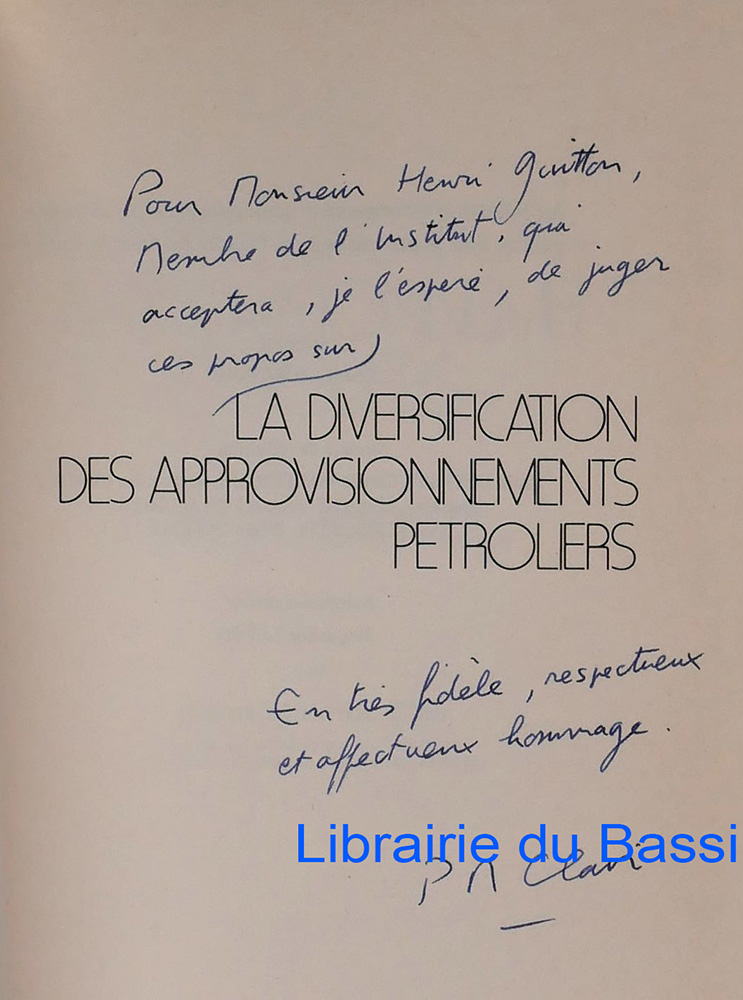 Pour Monsieur Henri Guitton,
Membre de l'Institut, qui
acceptera, je l'espère, de juger
ces propos sur
LA DIVERSIFICATION
DES APPROVISIONNEMENTS
PETROLIERS
En très fidèle, respectueux
et affectueux hommage.
Librairie du Bassi
P N